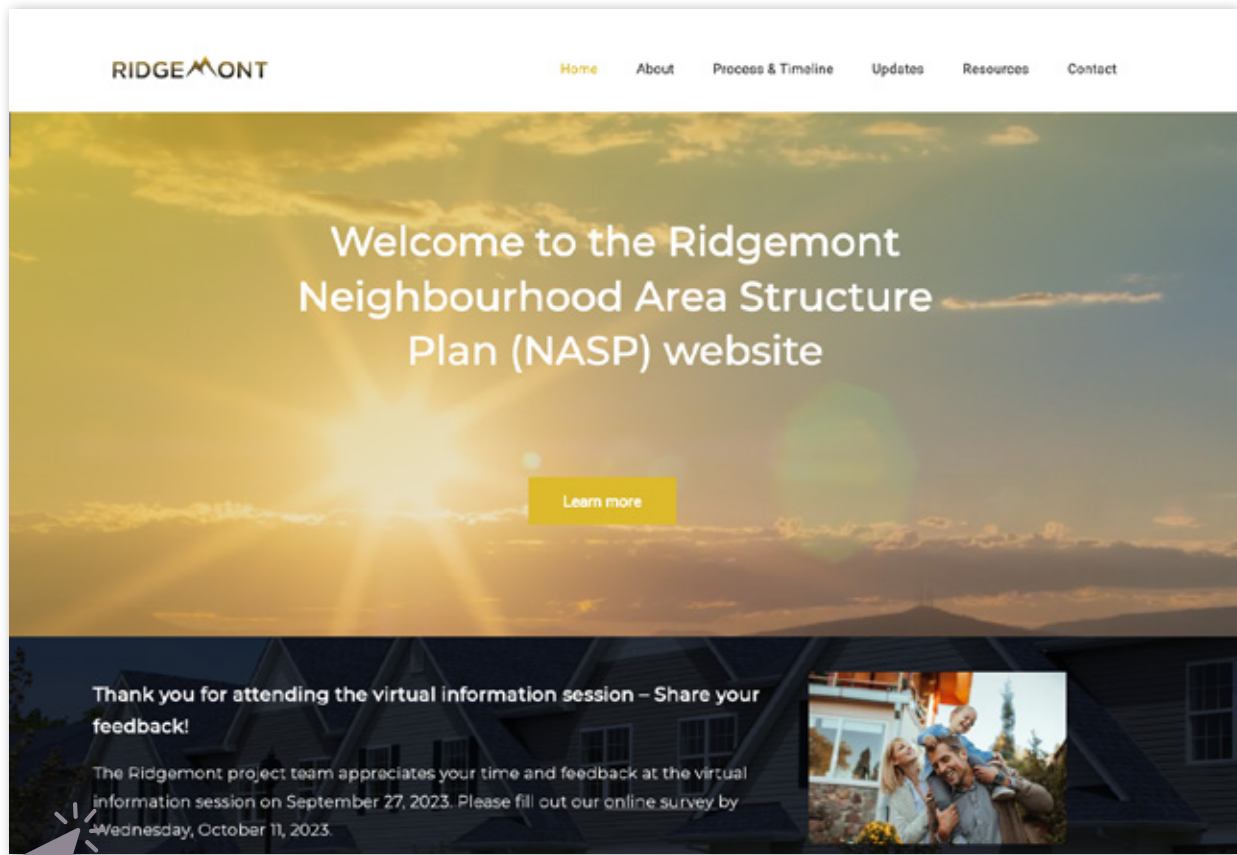 RIDGEMONT
Home About Process & Timeline Updates Resources Contact
Welcome to the Ridgemont
Neighbourhood Area Structure
Plan (NASP) website
Learn more
Thank you for attending the virtual information session – Share your
feedback!
The Ridgemont project team appreciates your time and feedback at the virtual
information session on September 27, 2023. Please fill out our online survey by
Wednesday, October 11, 2023.